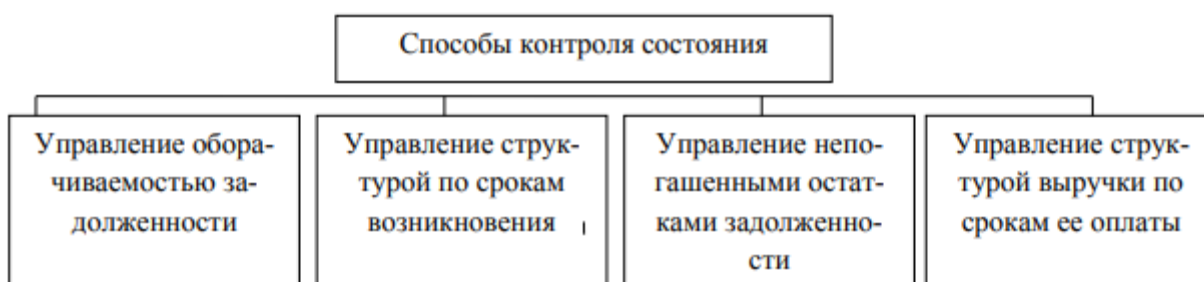 Способы контроля состояния
Управление обора-
чиваемостью за-
долженности
Управление струк-
турой по срокам
возникновения
Управление непо-
гашенными остат-
ками задолженно-
сти
Управление струк-
турой выручки по
срокам ее оплаты